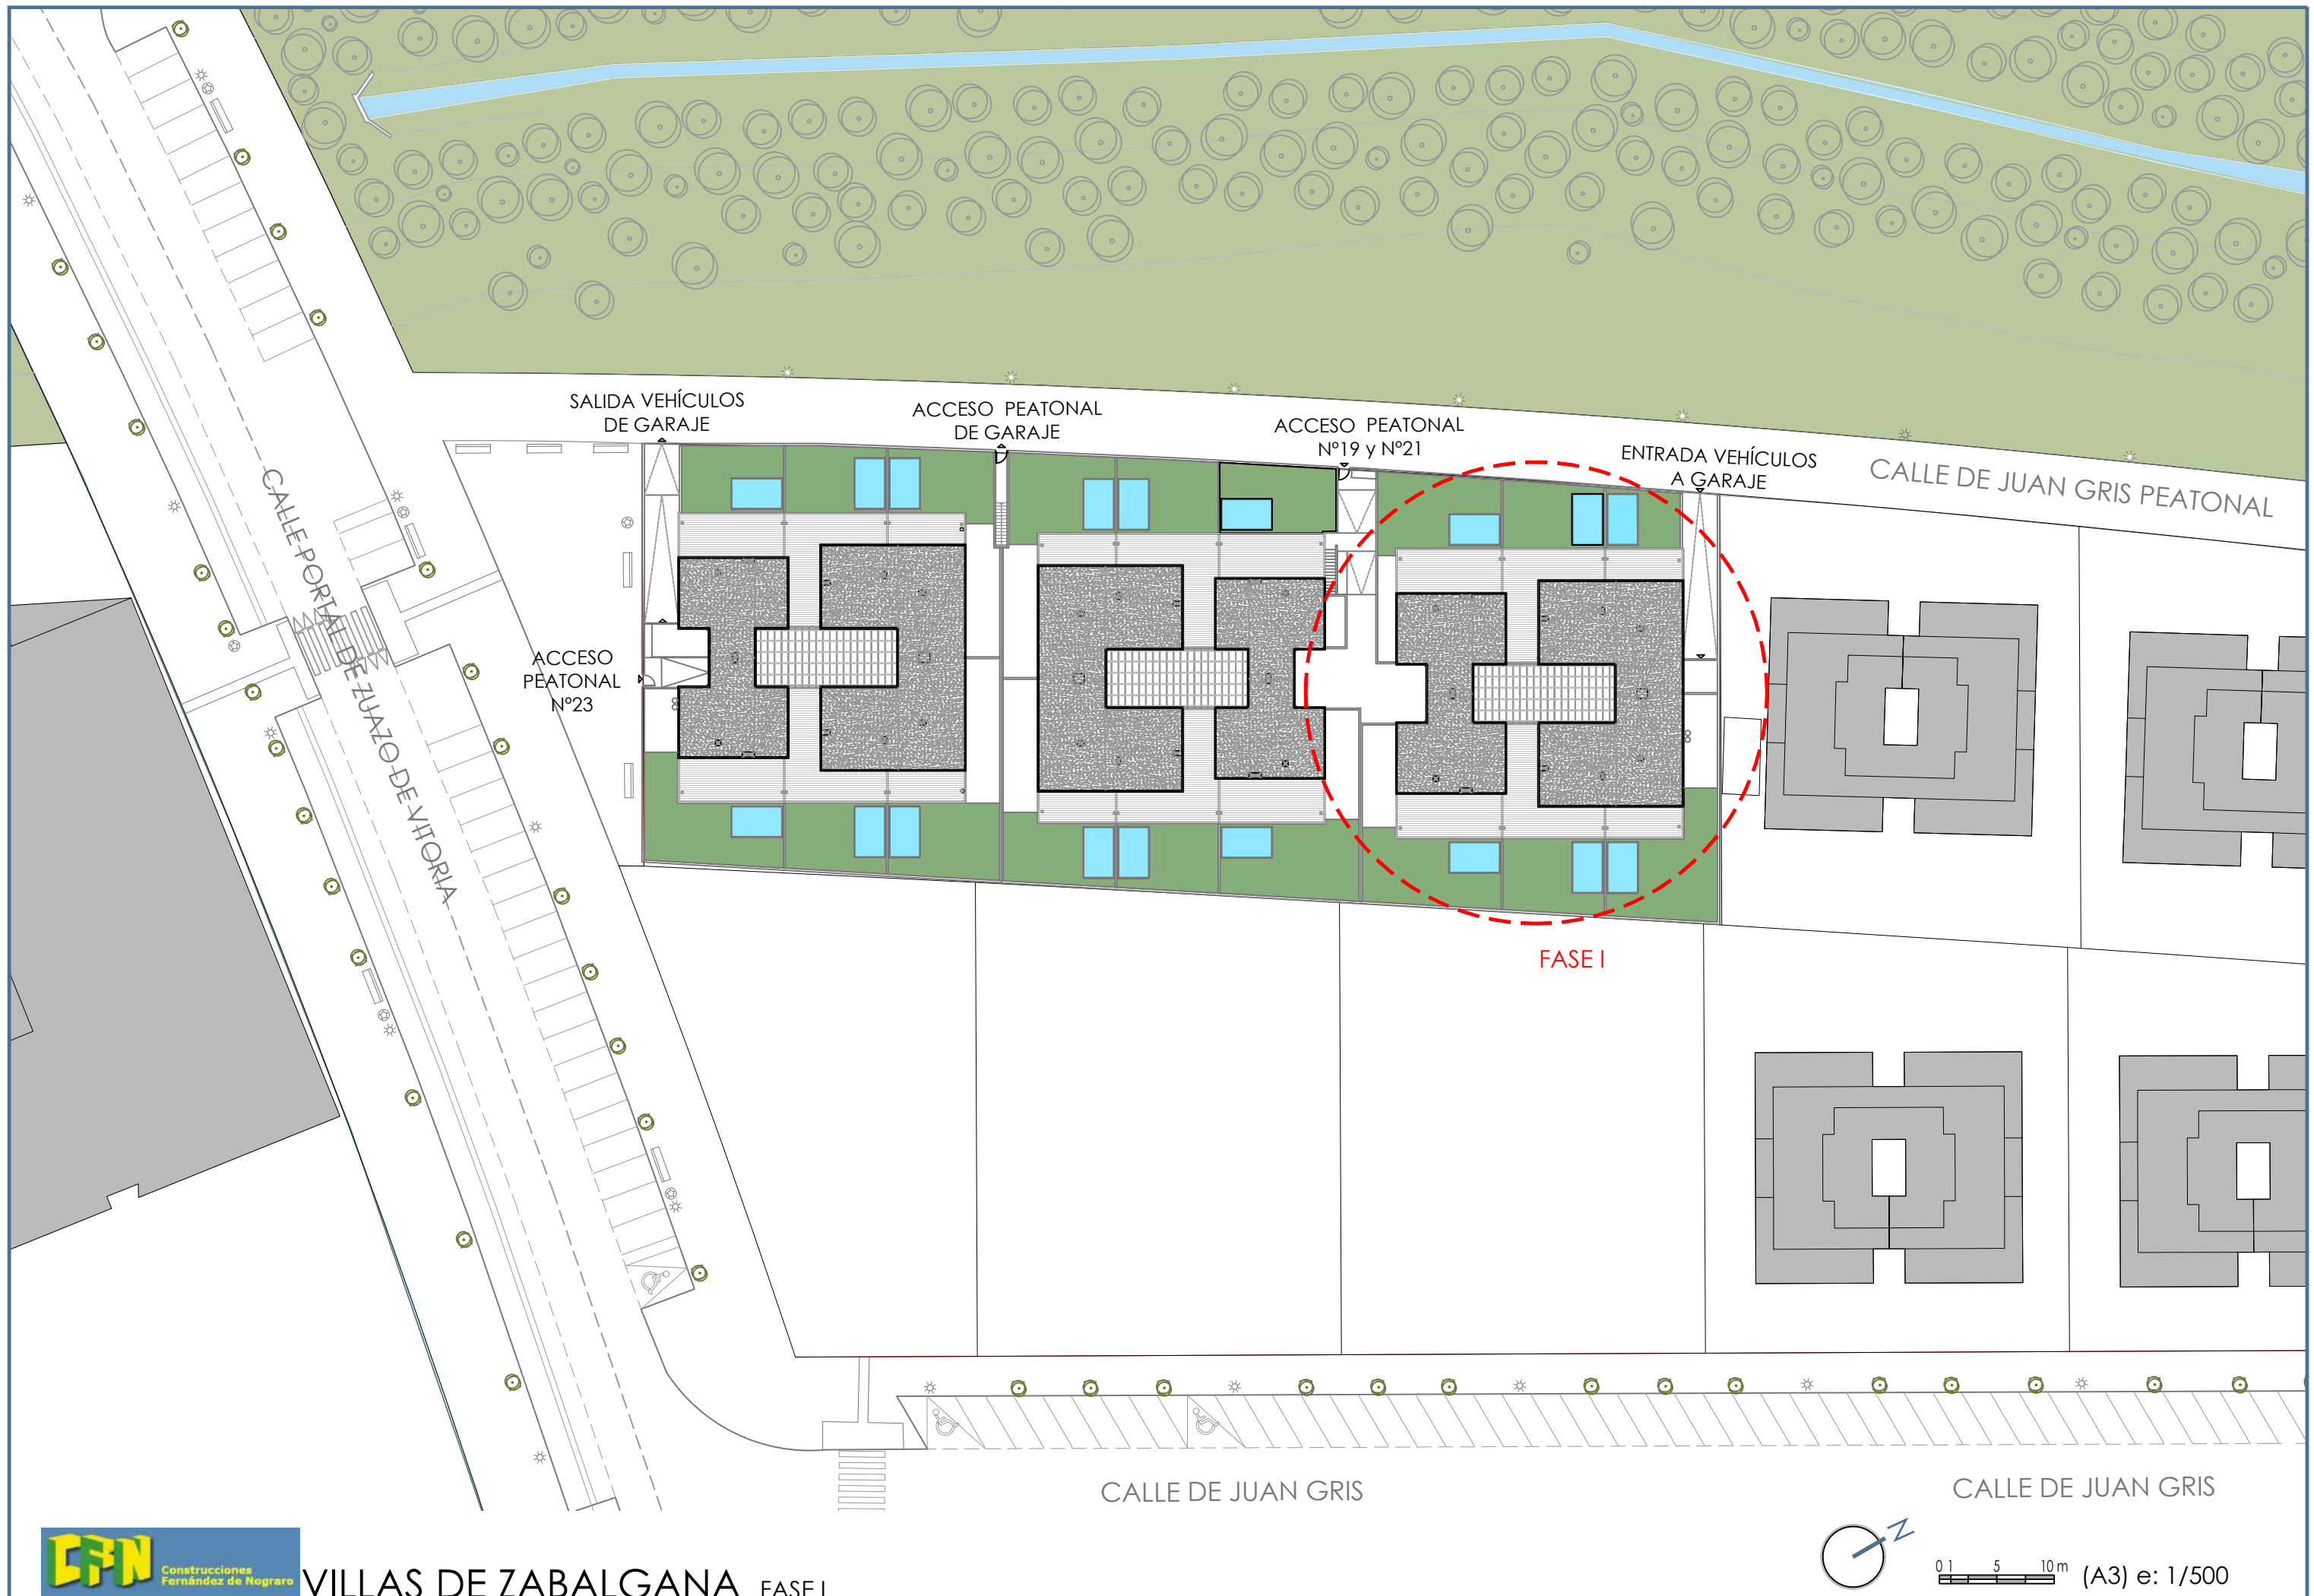 SALIDA VEHÍCULOS
DE GARAJE
ACCESO PEATONAL
DE GARAJE
ACCESO PEATONAL
Nº19 y Nº21
ENTRADA VEHÍCULOS
A GARAJE
CALLE DE JUAN GRIS PEATONAL
CALLE PORTAL DE ZUAZO DE VITORIA
ACCESO
PEATONAL
Nº23
FASE I
CALLE DE JUAN GRIS
CALLE DE JUAN GRIS
CFN
Construcciones
Fernández de Nograro
VILLAS DE ZABALGANA FASE I
N
0 1 5 10 m (A3) e: 1/500